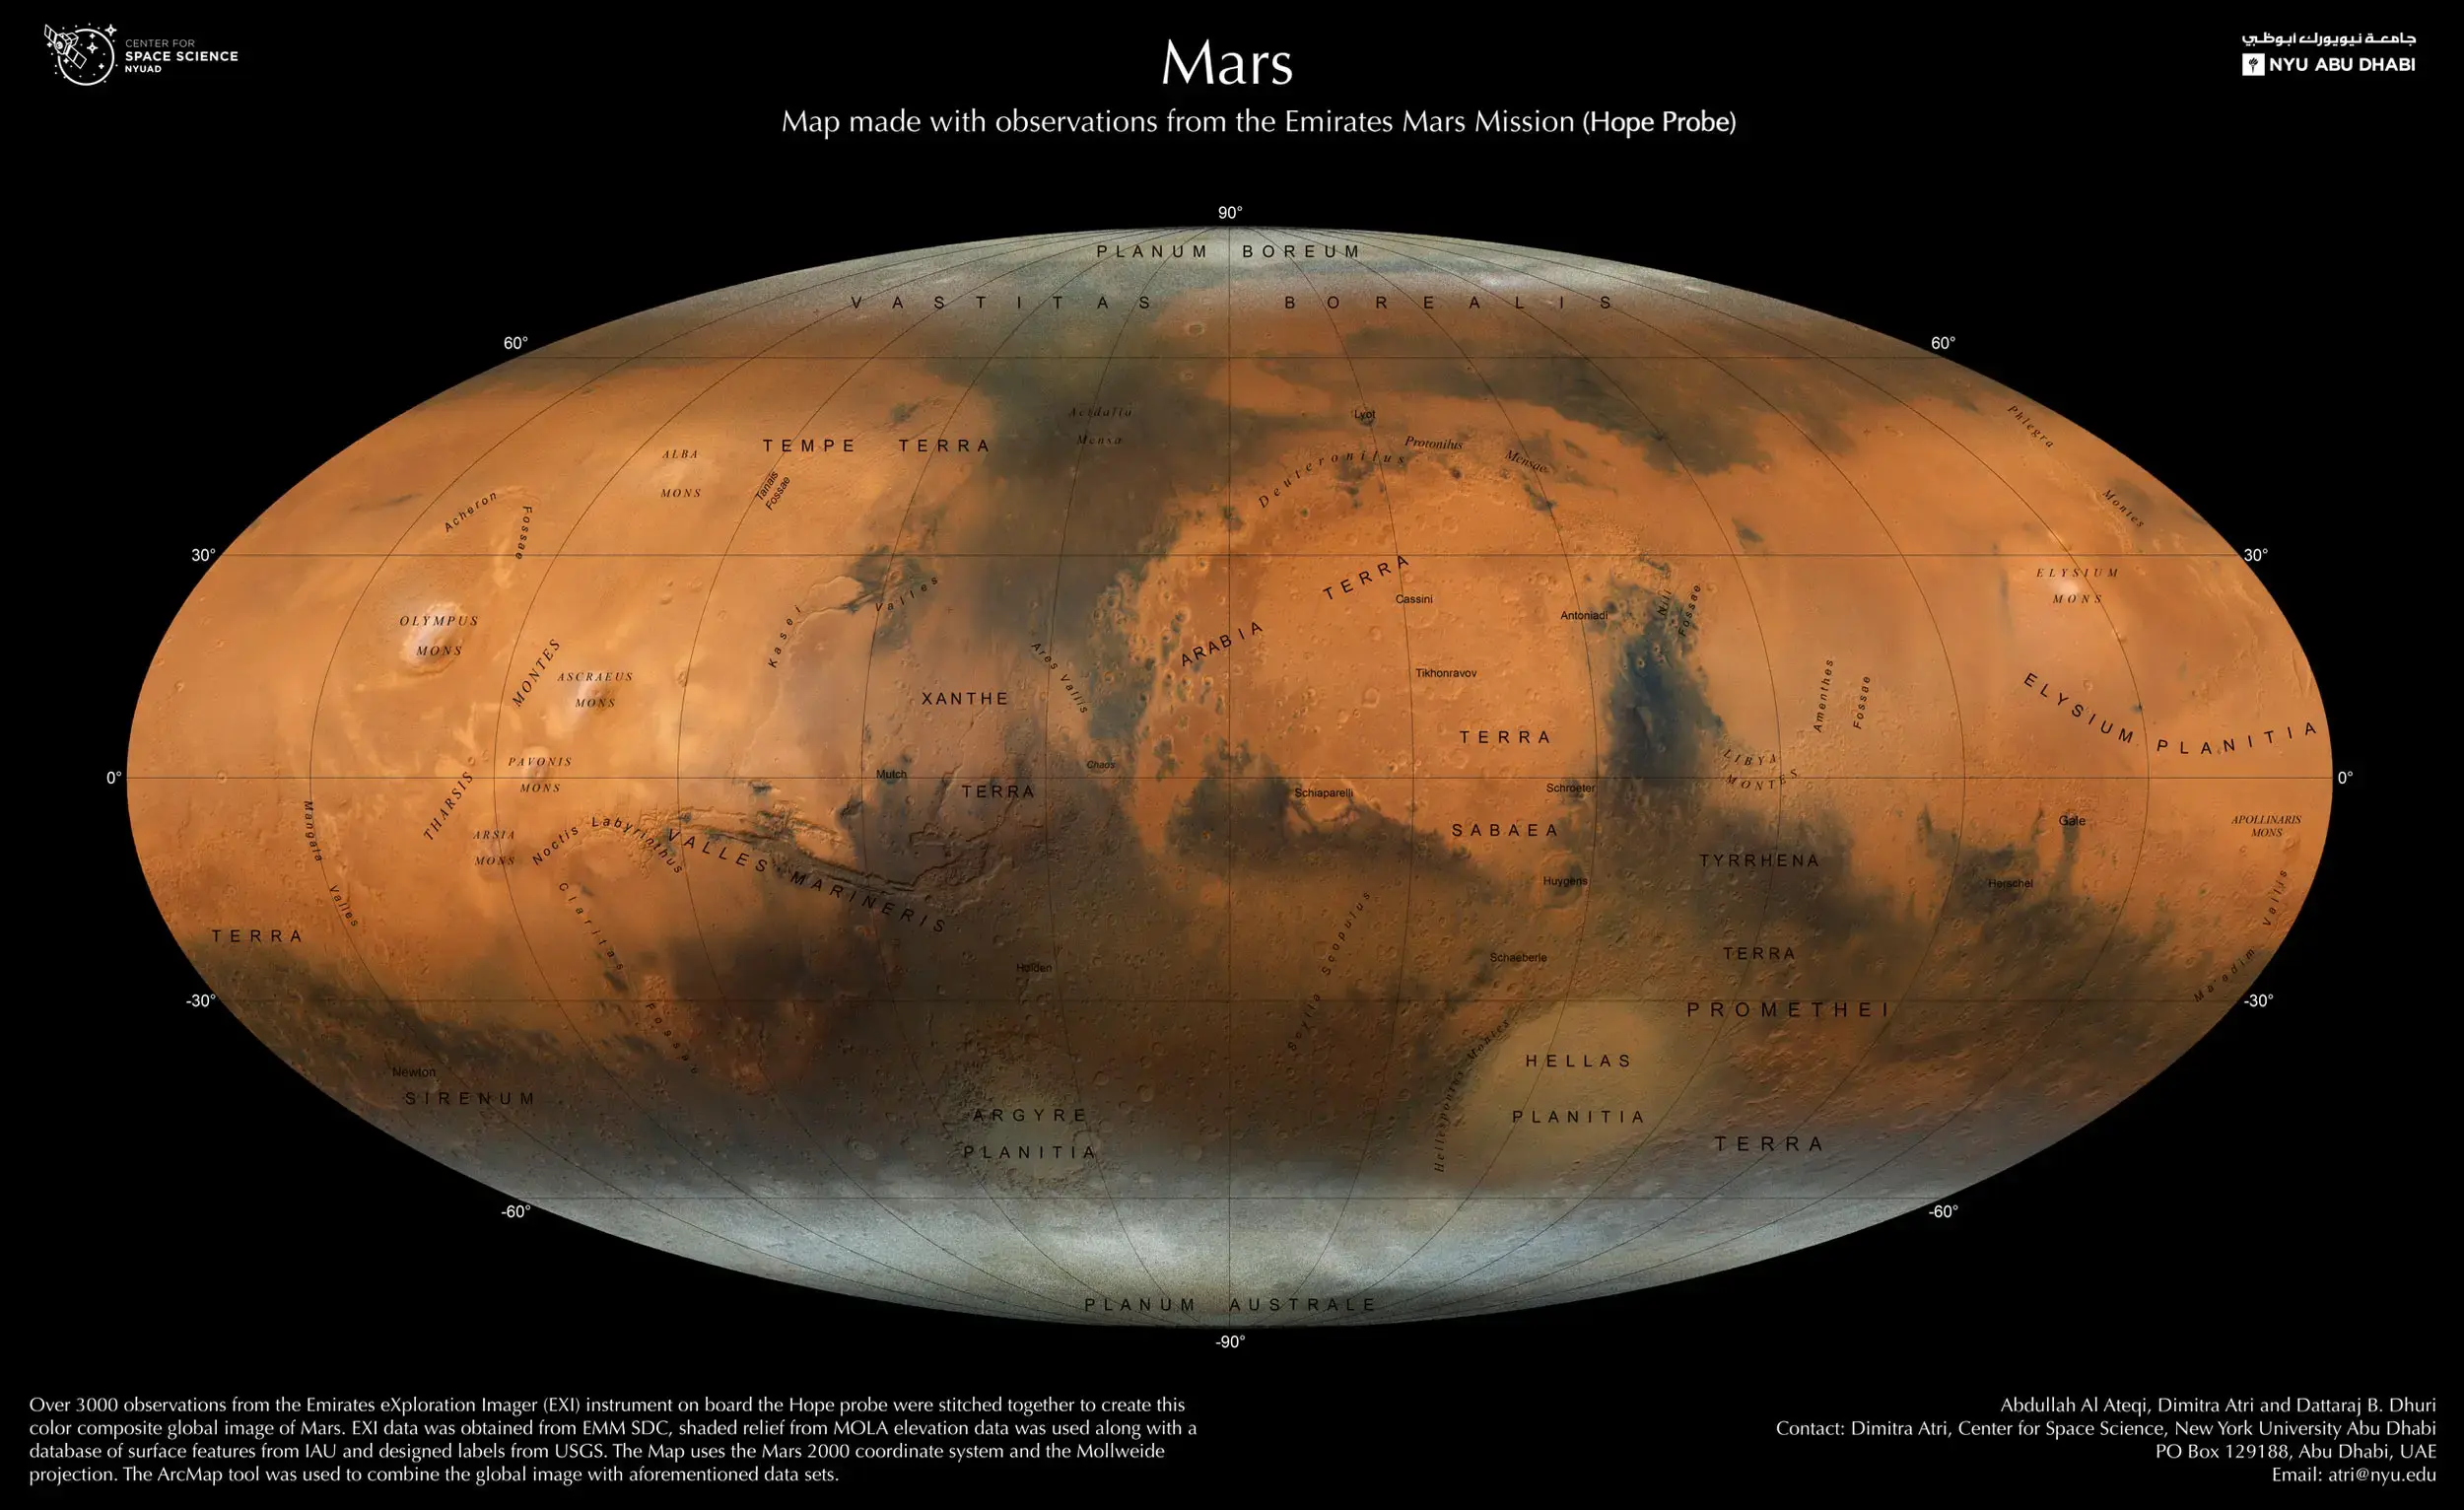 CENTER FOR
SPACE SCIENCE
NYUAD
Mars
Map made with observations from the Emirates Mars Mission (Hope Probe)
جامعة نيويورك أبوظبي
NYU ABU DHABI
90°
PLANUM BOREUM
VASTITAS BOREALIS
60°
60°
Acidalia
Mensa
Lyot
Protonilus
Mensae
Deuteronilus
Phlegra
Montes
TEMPE TERRA
ALBA
MONS
Tanais
Fossae
Acheron
Fossae
30°
30°
ELYSIUM
MONS
TERRA
Cassini
Antoniadi
Nili
Fossae
Kasei
Valles
OLYMPUS
MONS
ARABIA
MONTES
ASCRAEUS
MONS
Ares Vallis
Tikhonravov
Amenthes
Fossae
XANTHE
ELYSIUM PLANITIA
TERRA
PAVONIS
MONS
Chaos
LIBYA
MONTES
0°
0°
Mutch
TERRA
Schiaparelli
Schroeter
THARSIS
Mangala
Valles
ARSIA
MONS
Noctis Labyrinthus
VALLES MARINERIS
SABAEA
Gale
APOLLINARIS
MONS
TYRRHENA
Huygens
Herschel
Claritas
Fossae
TERRA
Scylla Scopulus
Schaeberle
TERRA
Ma'adim Vallis
Holden
-30°
-30°
PROMETHEI
Hellespontus Montes
HELLAS
PLANITIA
Newton
SIRENUM
ARGYRE
PLANITIA
TERRA
-60°
-60°
PLANUM AUSTRALE
-90°
Over 3000 observations from the Emirates eXploration Imager (EXI) instrument on board the Hope probe were stitched together to create this
color composite global image of Mars. EXI data was obtained from EMM SDC, shaded relief from MOLA elevation data was used along with a
database of surface features from IAU and designed labels from USGS. The Map uses the Mars 2000 coordinate system and the Mollweide
projection. The ArcMap tool was used to combine the global image with aforementioned data sets.
Abdullah Al Ateqi, Dimitra Atri and Dattaraj B. Dhuri
Contact: Dimitra Atri, Center for Space Science, New York University Abu Dhabi
PO Box 129188, Abu Dhabi, UAE
Email: atri@nyu.edu